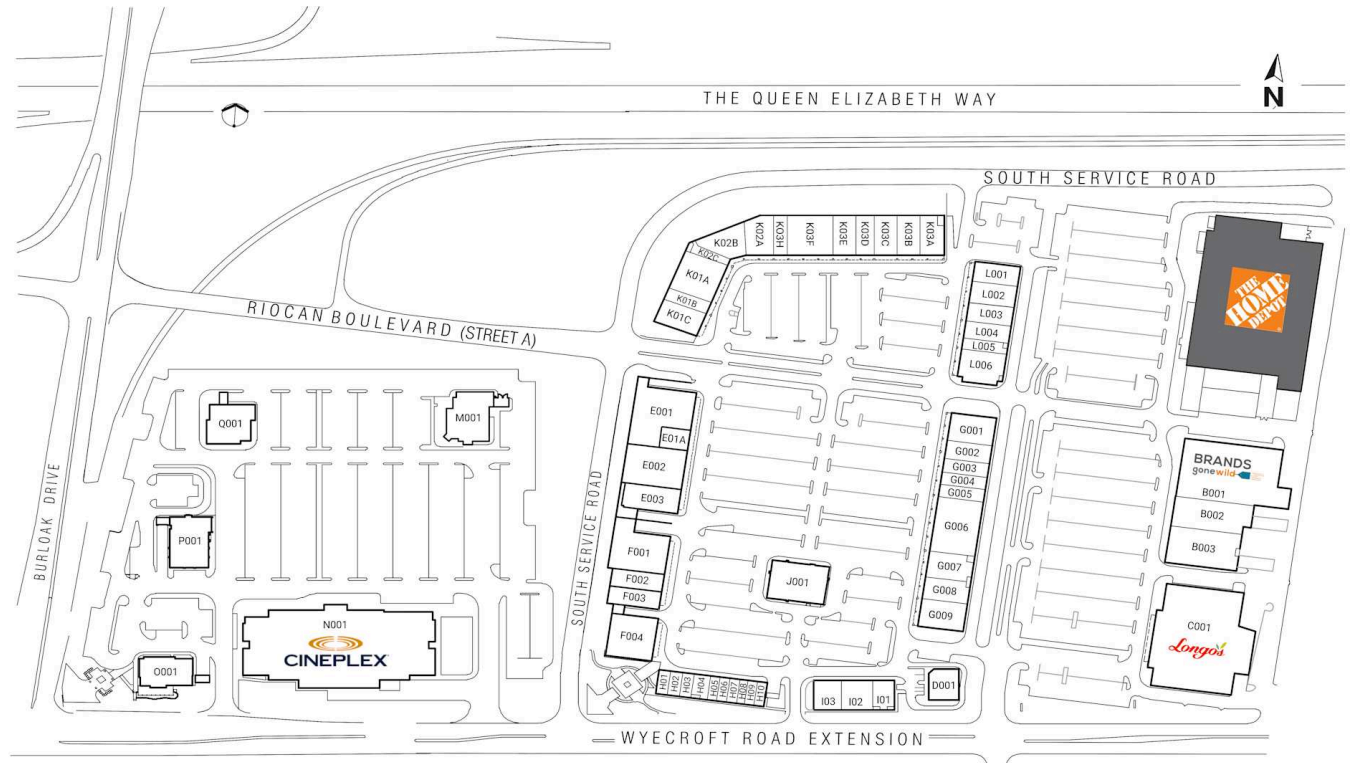 THE QUEEN ELIZABETH WAY
N
SOUTH SERVICE ROAD
K02B
K02A
K03H
K03F
K03E
K03D
K03C
K03B
K03A
K02C
K01A
K01B
K01C
L001
L002
L003
L004
L005
L006
THE
HOME
DEPOT
RIOCAN BOULEVARD (STREET A)
Q001
M001
E001
E01A
E002
E003
G001
G002
G003
G004
G005
G006
G007
G008
G009
BRANDS
gonewild
B001
B002
B003
BURLOAK DRIVE
SOUTH SERVICE ROAD
P001
F001
F002
F003
F004
J001
N001
CINEPLEX
C001
Longo's
O001
H01
H02
H03
H04
H05
H06
H07
H08
H09
H10
I03
I02
I01
D001
WYECROFT ROAD EXTENSION